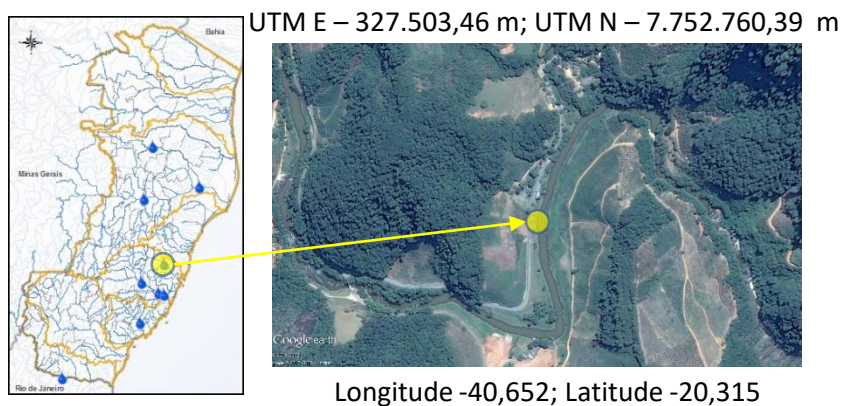 UTM E – 327.503,46 m; UTM N – 7.752.760,39 m
Bahia
Minas Gerais
Rio de Janeiro
Google earth
Longitude -40,652; Latitude -20,315